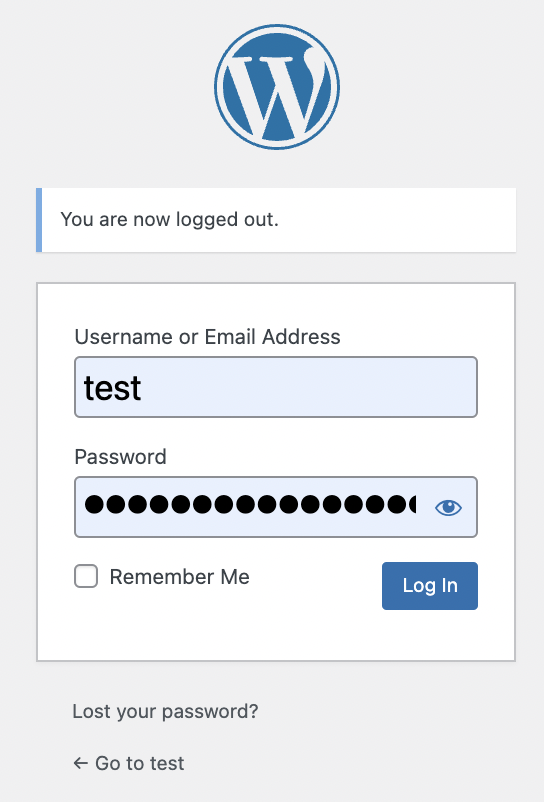 You are now logged out.
Username or Email Address
test
Password
Remember Me
Log In
Lost your password?
← Go to test